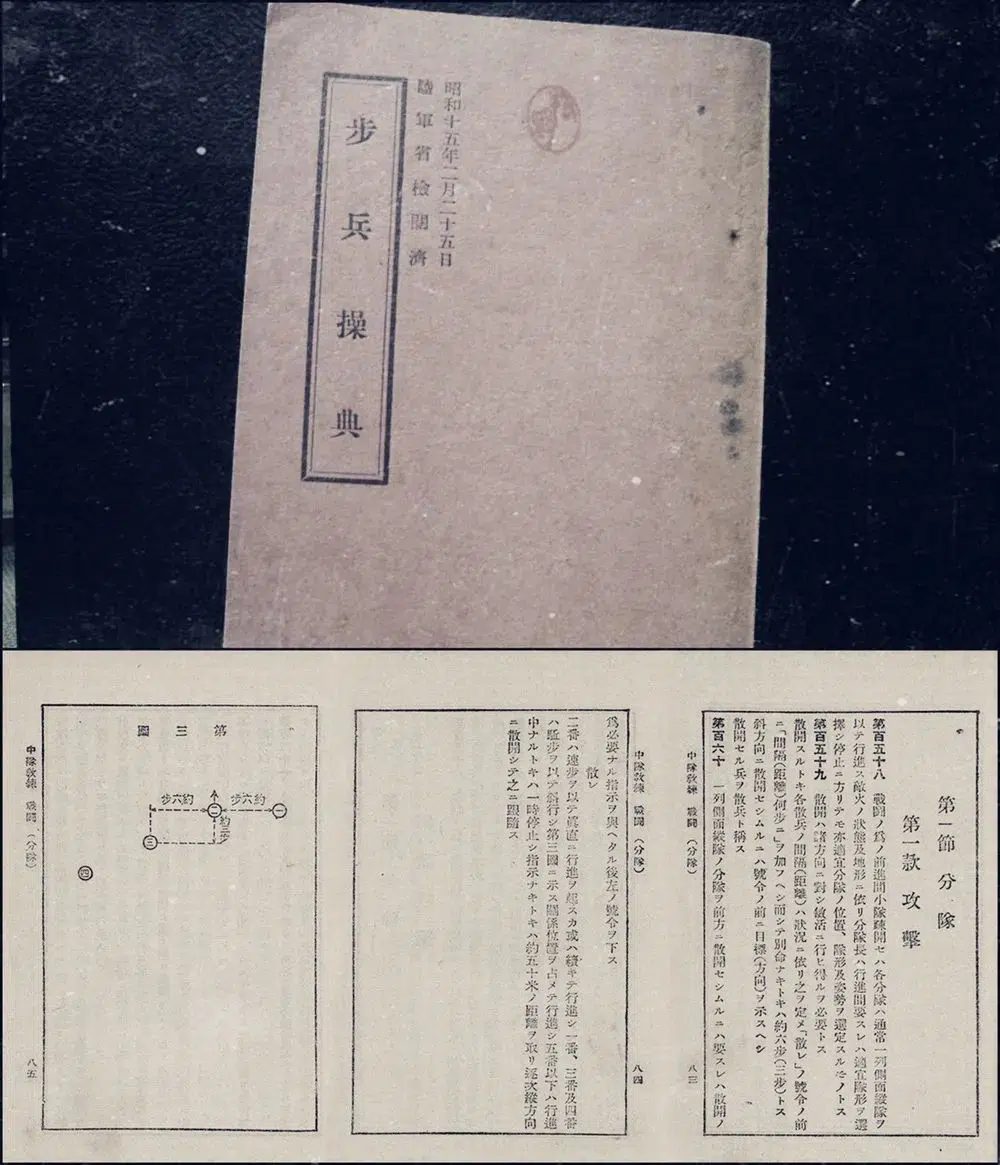 昭和十五年二月二十五日
陸軍省檢閲濟
步兵操典
第一節 分隊
第一款 攻擊
第百五十八 戰鬪ノ爲ノ前進間小隊疎開セハ各分隊ハ通常一列側面縱隊ヲ
以テ行進ス敵火ノ狀態及地形ニ依リ分隊長ハ行進間要スレハ適宜隊形ヲ選
擇シ停止ニ方リテモ亦適宜分隊ノ位置、隊形及姿勢ヲ選定スルモノトス
第百五十九 散開ハ諸方向ニ對シ敏活ニ行ヒ得ルヲ必要トス
散開スルトキ各散兵ノ間隔(距離)ハ狀況ニ依リ之ヲ定メ「散レ」ノ號令ノ前
ニ「間隔(距離)何步ニ」ヲ加フヘシ而シテ別命ナキトキハ約六步(三步)トス
斜方向ニ散開セシムルニハ號令ノ前ニ目標(方向)ヲ示スヘシ
散開セル兵ヲ散兵ト稱ス
第百六十 一列側面縱隊ノ分隊ヲ前方ニ散開セシムルニハ要スレハ散開ノ
中隊敎練 戰鬪 (分隊)
八三
中隊敎練 戰鬪 (分隊)
八四
爲必要ナル指示ヲ與ヘタル後左ノ號令ヲ下ス
散レ
二番ハ速步ヲ以テ眞直ニ行進ヲ起スカ或ハ續キテ行進シ一番、三番及四番
ハ駈步ヲ以テ斜行シ第三圖ニ示ス關係位置ヲ占メテ行進シ五番以下ハ行進
中ナルトキハ一時停止シ指示ナキトキハ約五十米ノ距離ヲ取リ逐次縱方向
ニ散開シテ之ニ跟隨ス
第三圖
一
約六步
二
約六步
約三步
三
四
中隊敎練 戰鬪 (分隊)
八五